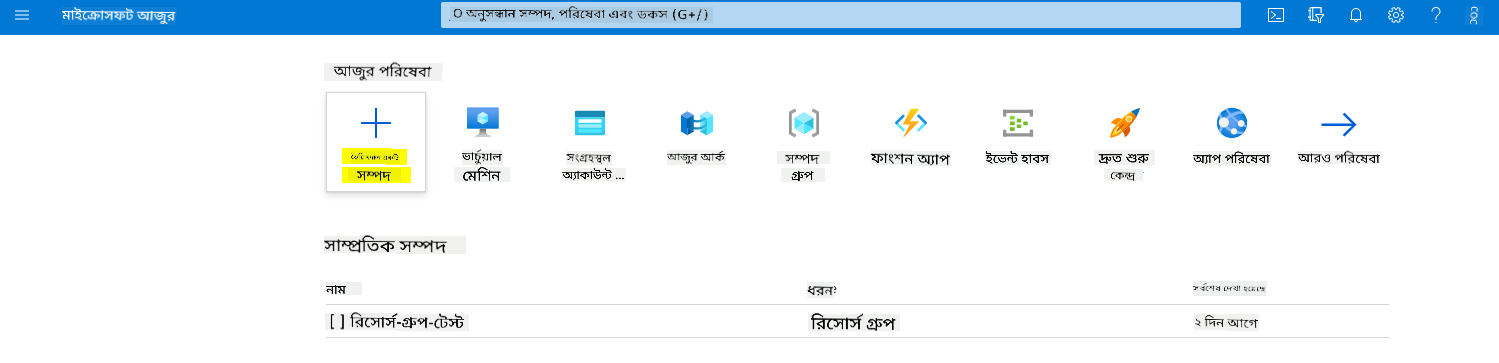 মাইক্রোসফট আজুর
অনুসন্ধান সম্পদ, পরিষেবা এবং ডকস (G+/)
আজুর পরিষেবা
তৈরি করুন একটি
সম্পদ
ভার্চুয়াল
মেশিন
সংগ্রহস্থল
অ্যাকাউন্ট ...
আজুর আর্ক
সম্পদ
গ্রুপ
ফাংশন অ্যাপ
ইভেন্ট হাবস
দ্রুত শুরু
কেন্দ্র
অ্যাপ পরিষেবা
আরও পরিষেবা
সাম্প্রতিক সম্পদ
নাম
ধরন
সর্বশেষ দেখা হয়েছে
[ ] রিসোর্স-গ্রুপ-টেস্ট
রিসোর্স গ্রুপ
২ দিন আগে